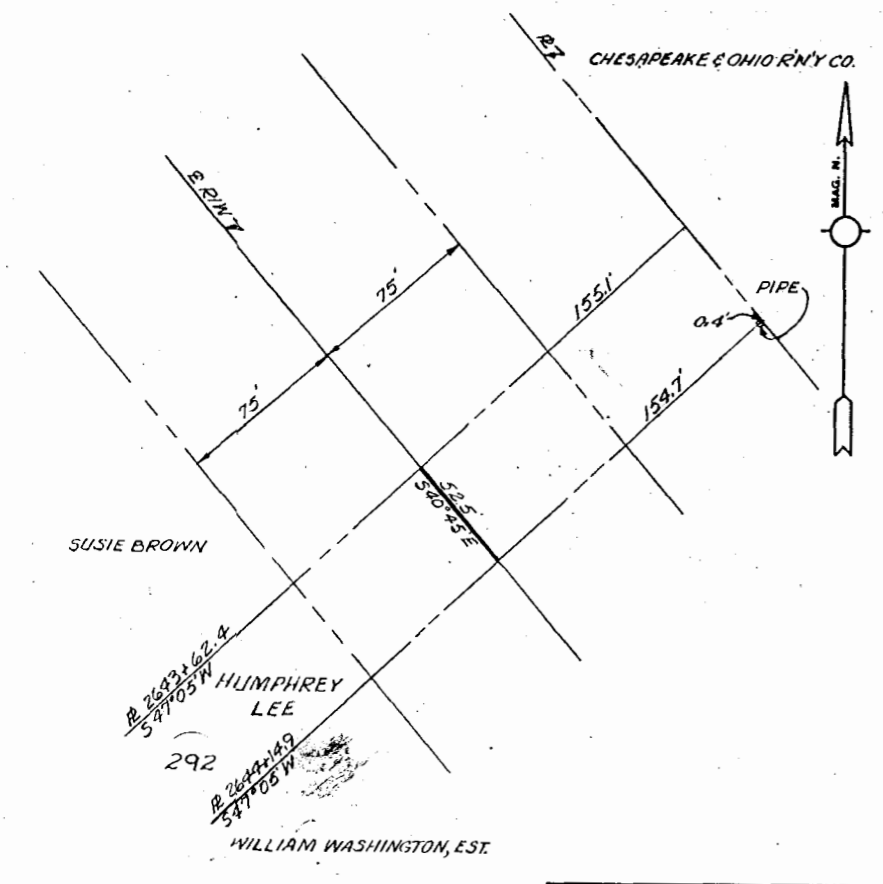 CHESAPEAKE & OHIO R'N'Y CO.
MAG. N.
R/W
75'
75'
155.1'
PIPE
0.4'
154.7'
52.5'
S40°45'E
SUSIE BROWN
2643+62.4
S47°05'W
HUMPHREY
LEE
292
2644+14.9
S47°05'W
WILLIAM WASHINGTON, EST.